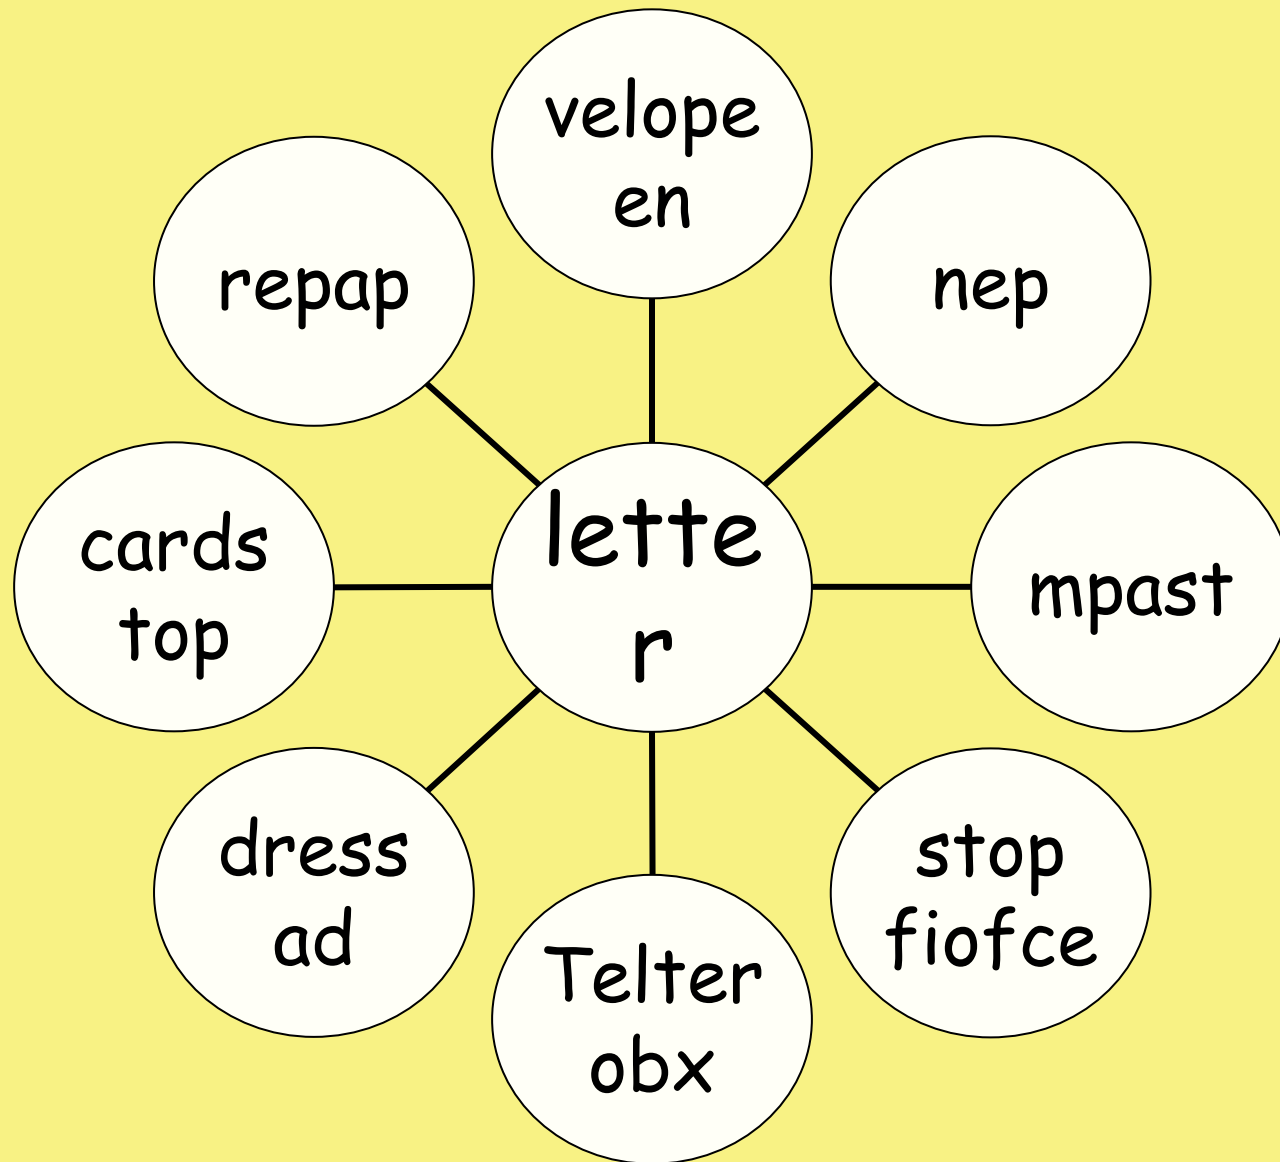 velope
en
repap
nep
cards
top
lette
r
mpast
dress
ad
stop
fiofce
Telter
obx